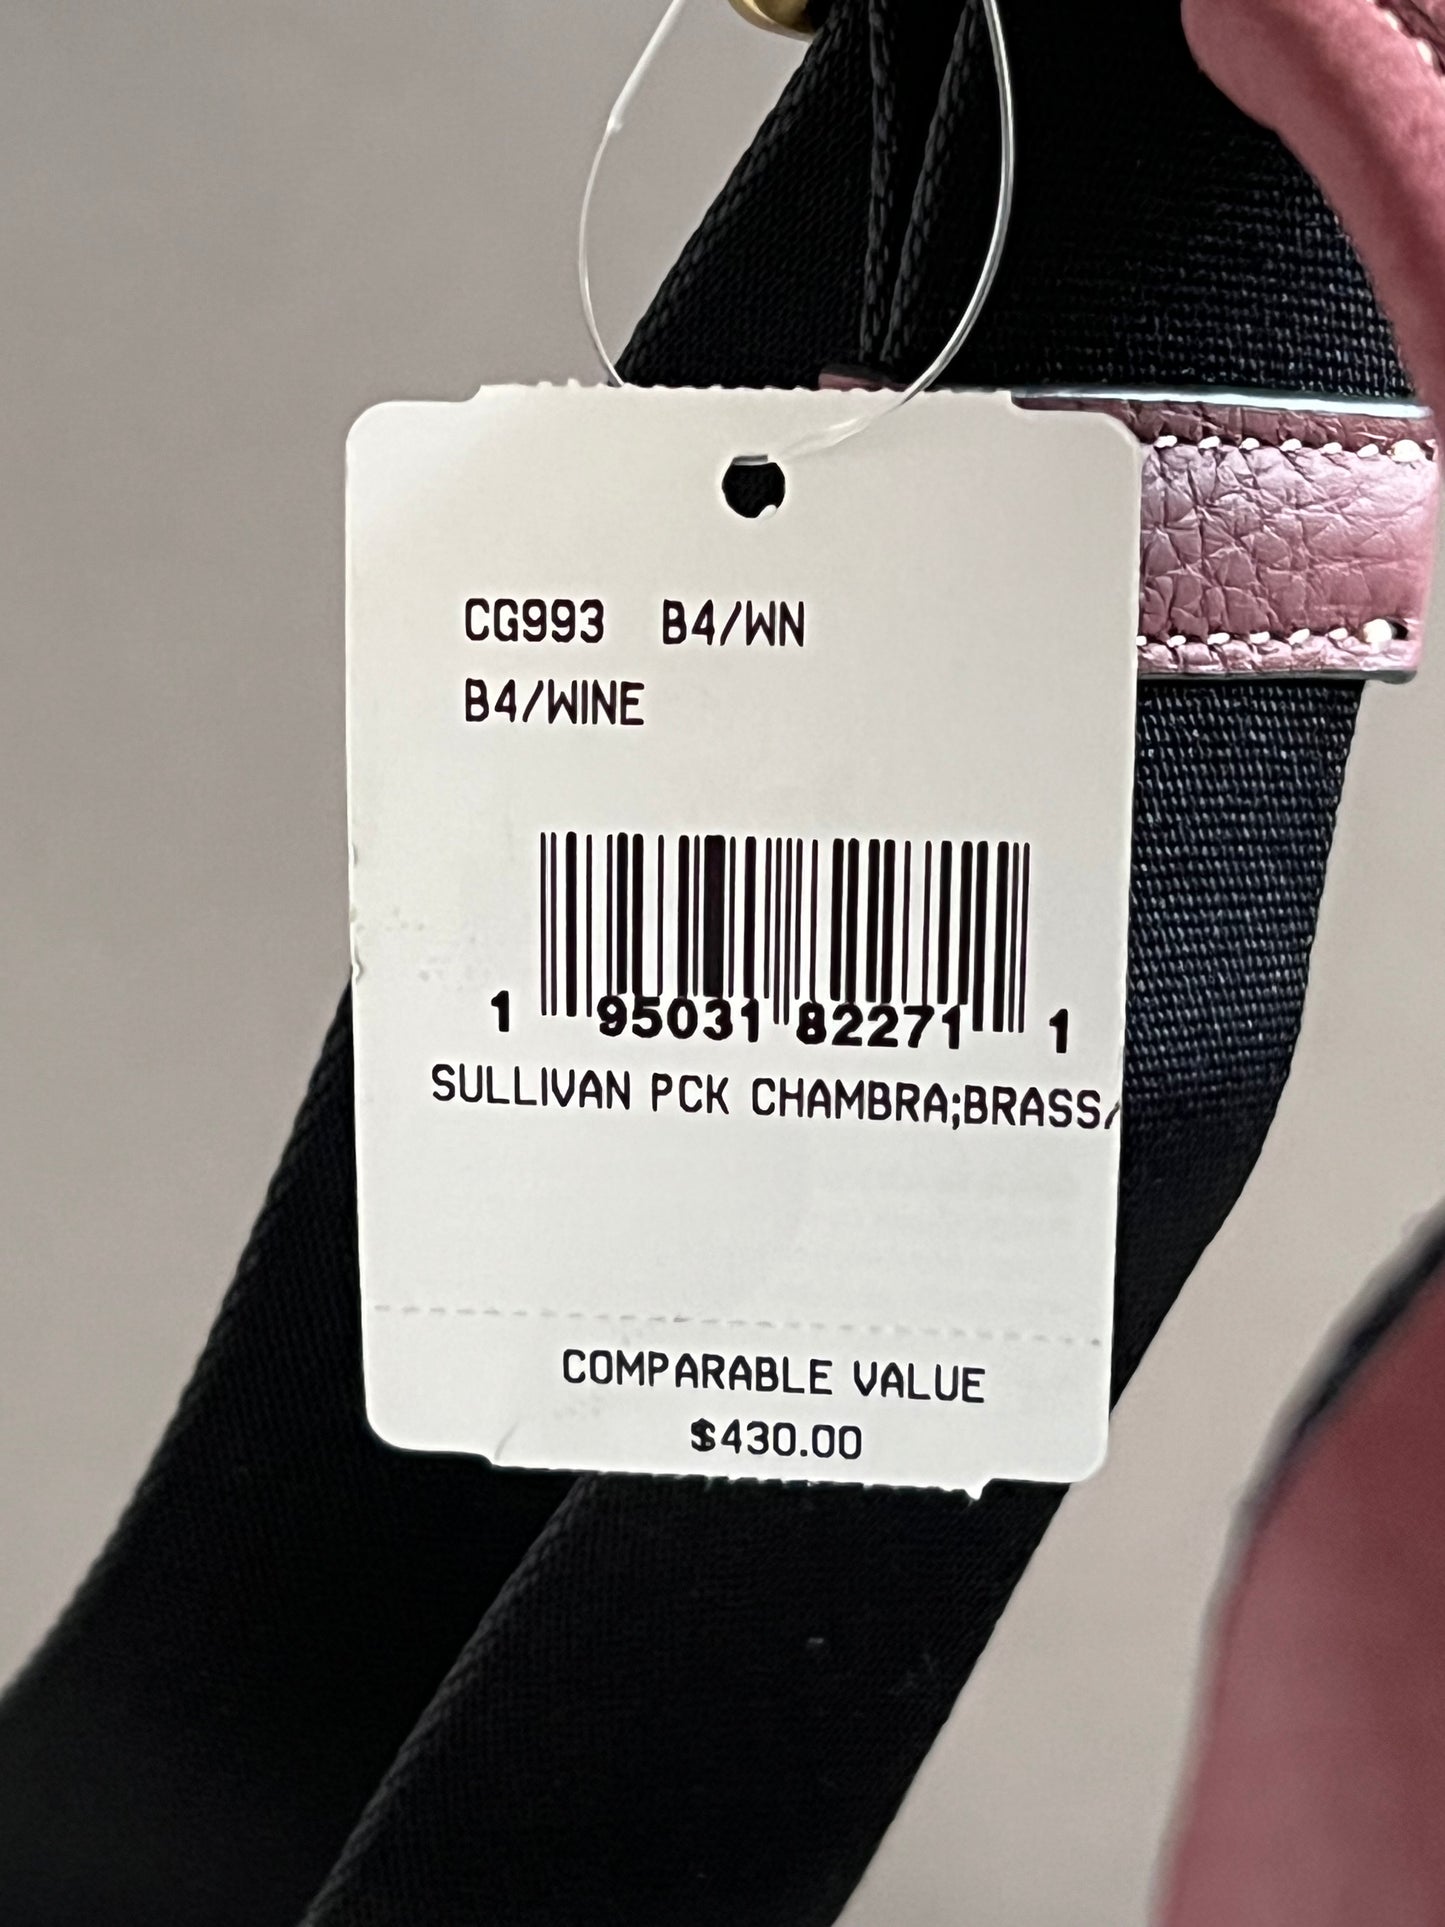 CG993 B4/WN
B4/WINE
1 95031 82271 1
SULLIVAN PCK CHAMBRA;BRASS/
COMPARABLE VALUE
$430.00